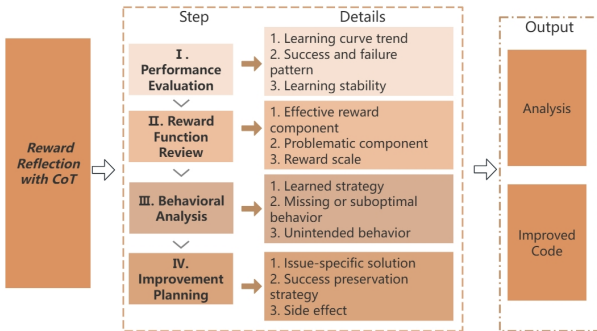 Reward
Reflection
with CoT
Step
Details
Output
Ⅰ.
Performance
Evaluation
1. Learning curve trend
2. Success and failure
pattern
3. Learning stability
Ⅱ. Reward
Function
Review
1. Effective reward
component
2. Problematic component
3. Reward scale
Ⅲ. Behavioral
Analysis
1. Learned strategy
2. Missing or suboptimal
behavior
3. Unintended behavior
Ⅳ.
Improvement
Planning
1. Issue-specific solution
2. Success preservation
strategy
3. Side effect
Analysis
Improved
Code